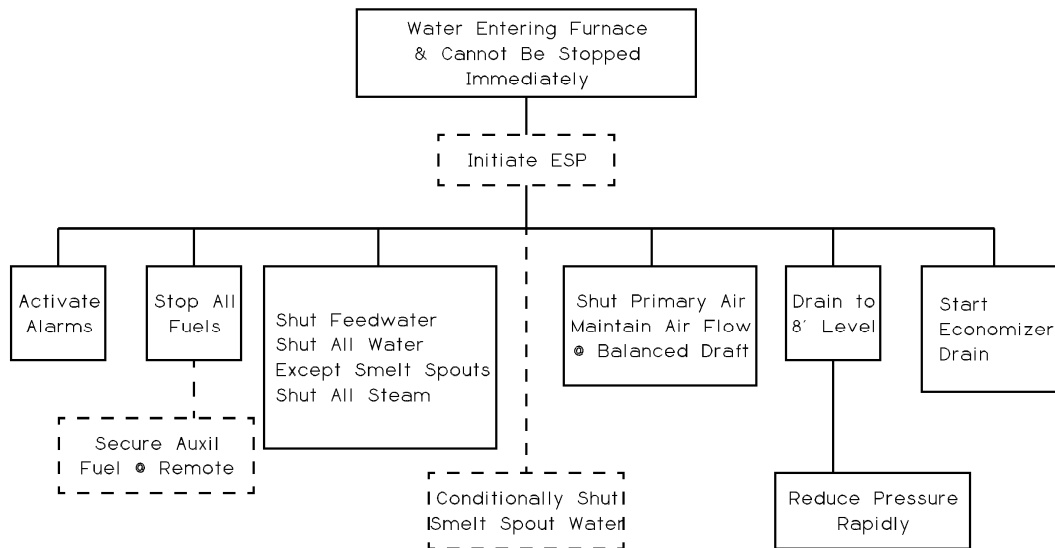 Water Entering Furnace
& Cannot Be Stopped
Immediately
Initiate ESP
Activate
Alarms
Stop All
Fuels
Shut Feedwater
Shut All Water
Except Smelt Spouts
Shut All Steam
Shut Primary Air
Maintain Air Flow
@ Balanced Draft
Drain to
8' Level
Start
Economizer
Drain
Secure Auxil
Fuel @ Remote
Conditionally Shut
Smelt Spout Water
Reduce Pressure
Rapidly